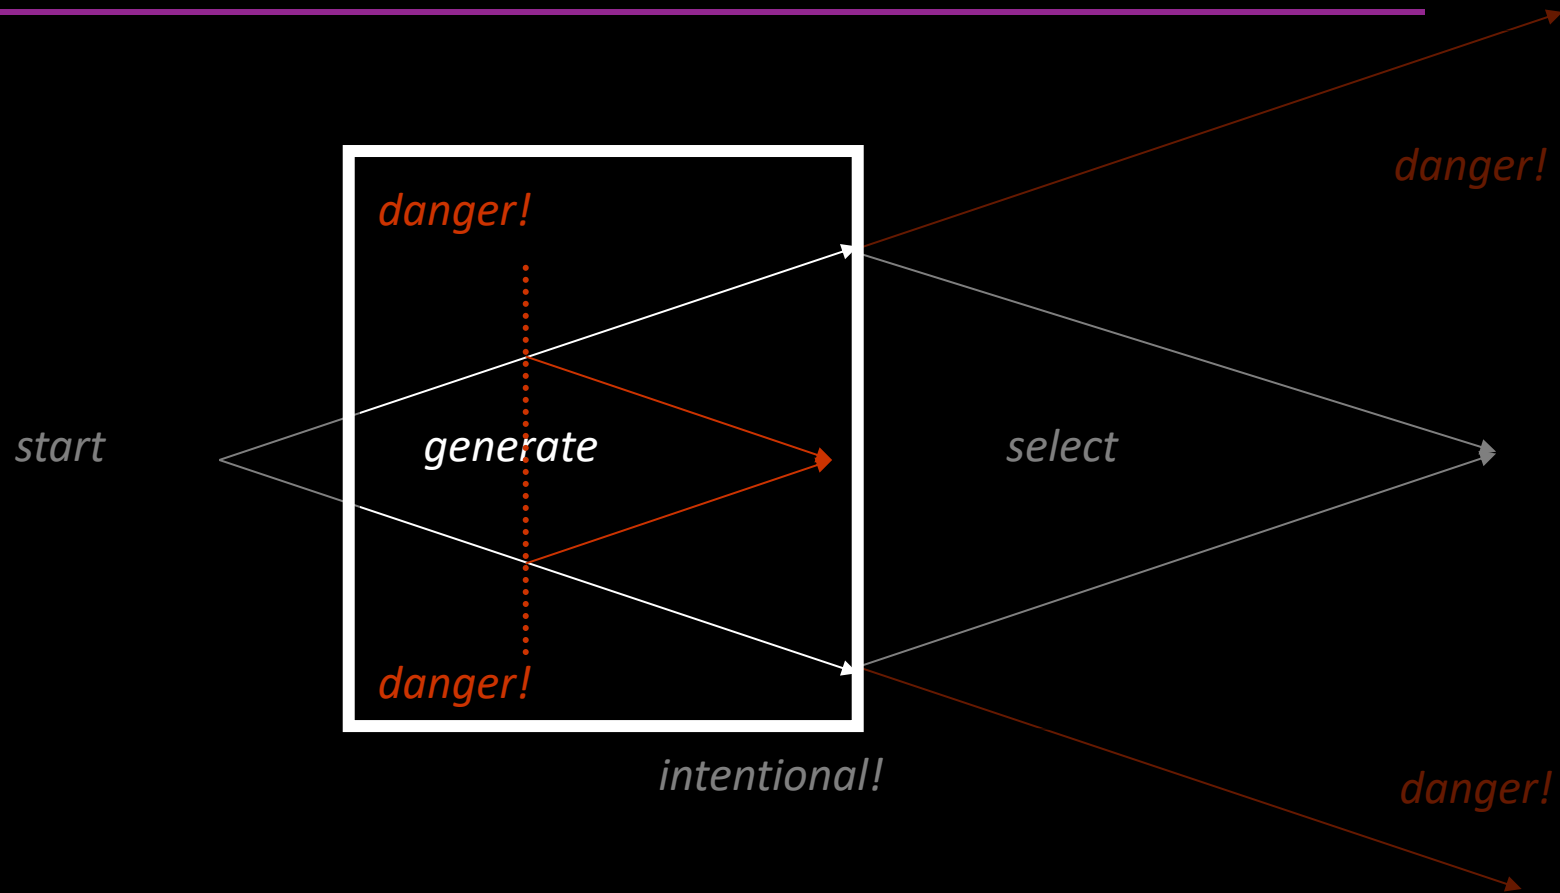 danger!
danger!
start
generate
select
danger!
intentional!
danger!